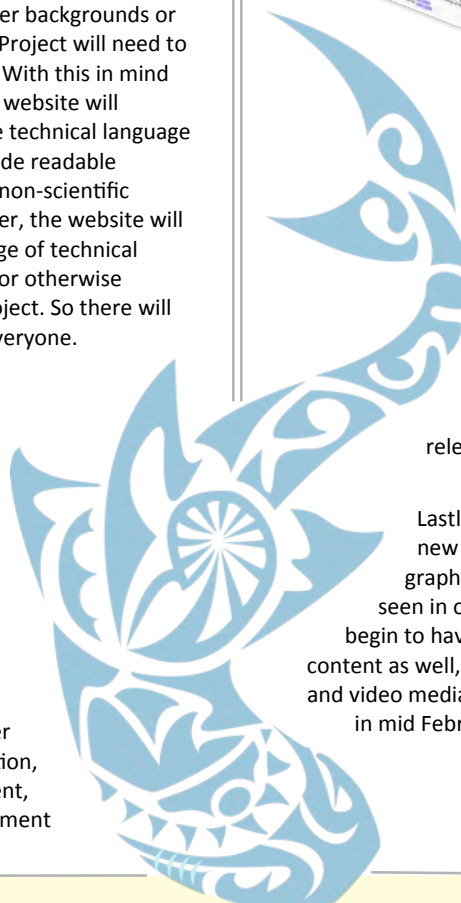 er backgrounds or
Project will need to
With this in mind
website will
e technical language
de readable
non-scientific
er, the website will
ge of technical
or otherwise
oject. So there will
veryone.
er
tion,
ent,
ment
rele
Lastl
new
graph
seen in o
begin to hav
content as well,
and video media
in mid Febr